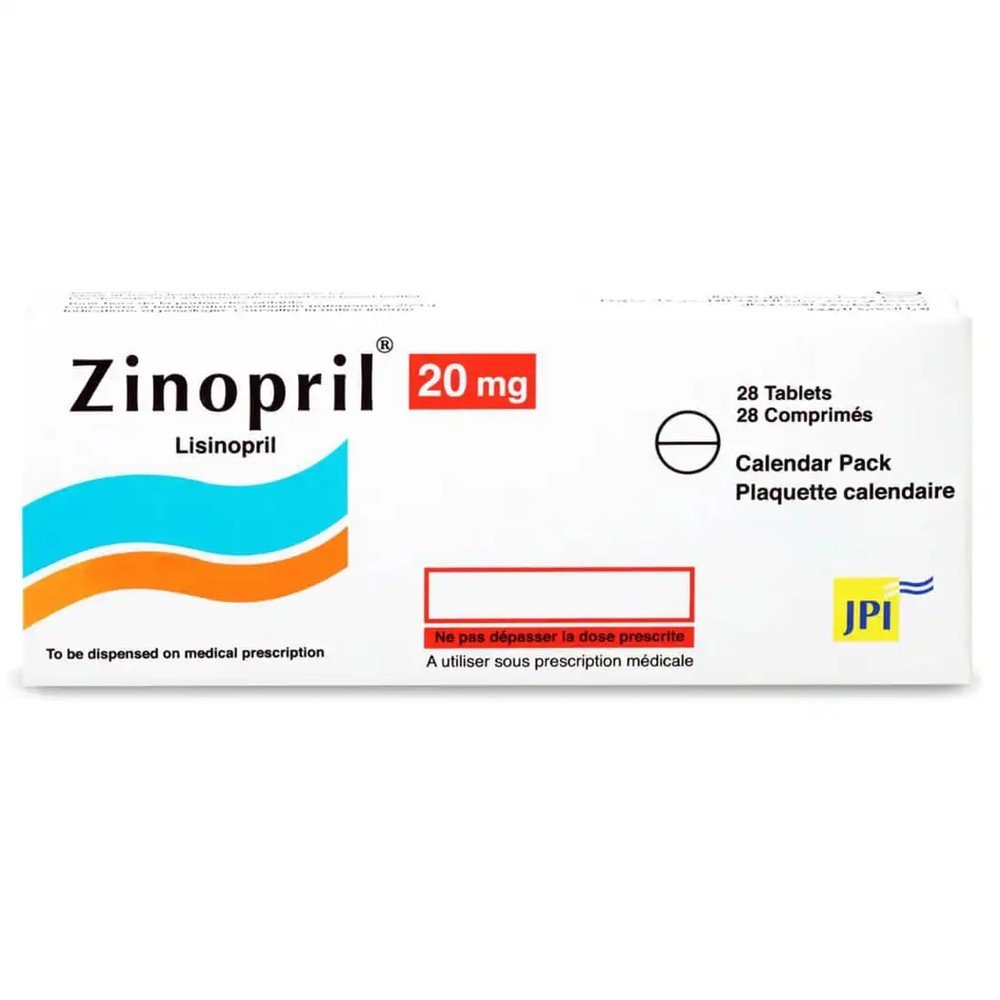 Zinopril®
20 mg
Lisinopril
28 Tablets
28 Comprimés
Calendar Pack
Plaquette calendaire
JPI
Ne pas dépasser la dose prescrite
To be dispensed on medical prescription
A utiliser sous prescription médicale